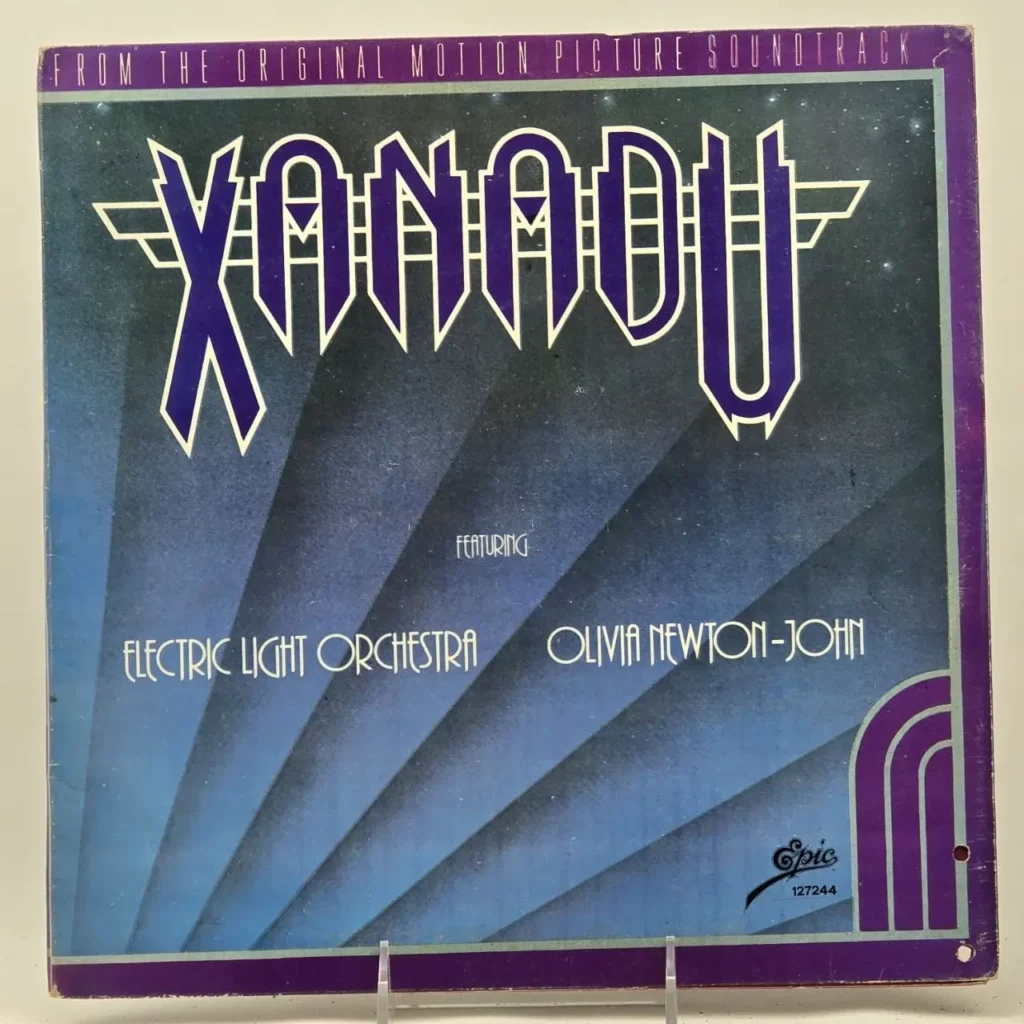 FROM THE ORIGINAL MOTION PICTURE SOUNDTRACK
XANADU
FEATURING
ELECTRIC LIGHT ORCHESTRA OLIVIA NEWTON-JOHN
Epic
127244